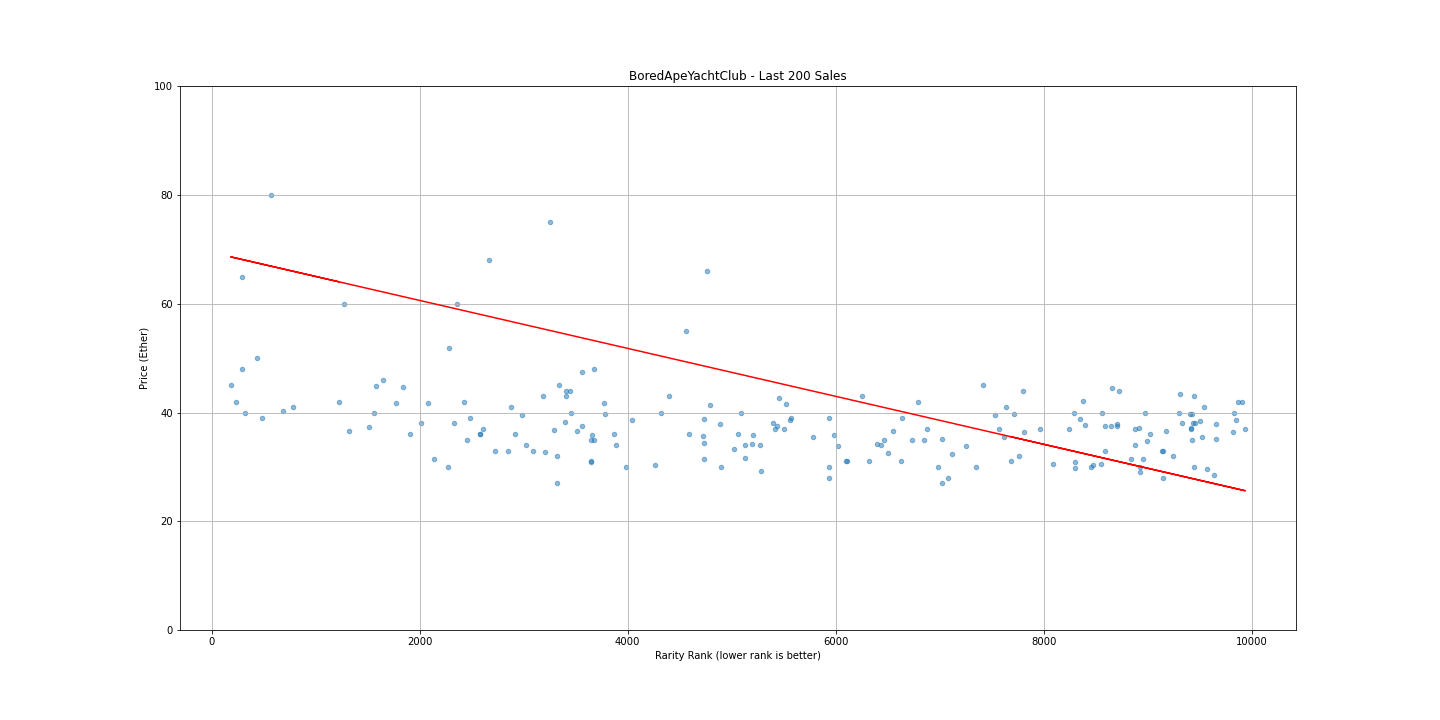 BoredApeYachtClub - Last 200 Sales
100
80
60
40
20
0
Price (Ether)
0 2000 4000 6000 8000 10000
Rarity Rank (lower rank is better)